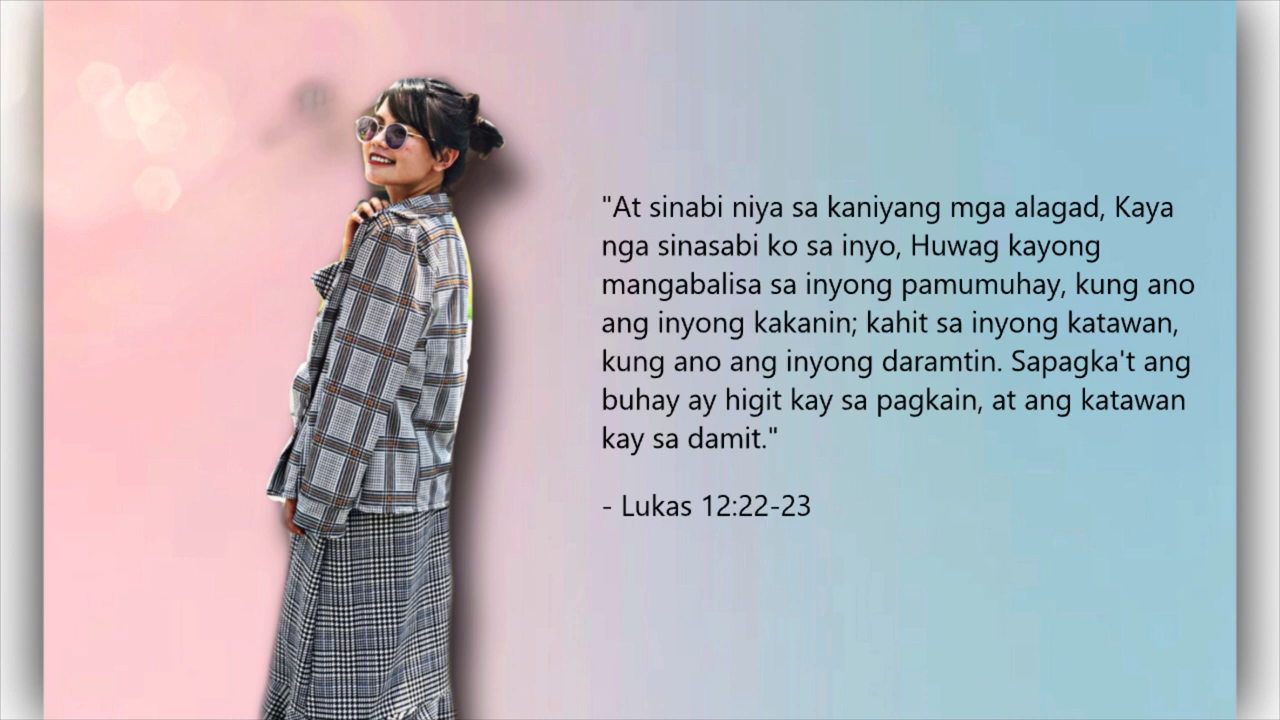 "At sinabi niya sa kaniyang mga alagad, Kaya
nga sinasabi ko sa inyo, Huwag kayong
mangabalisa sa inyong pamumuhay, kung ano
ang inyong kakanin; kahit sa inyong katawan,
kung ano ang inyong daramtin. Sapagka't ang
buhay ay higit kay sa pagkain, at ang katawan
kay sa damit."
- Lukas 12:22-23